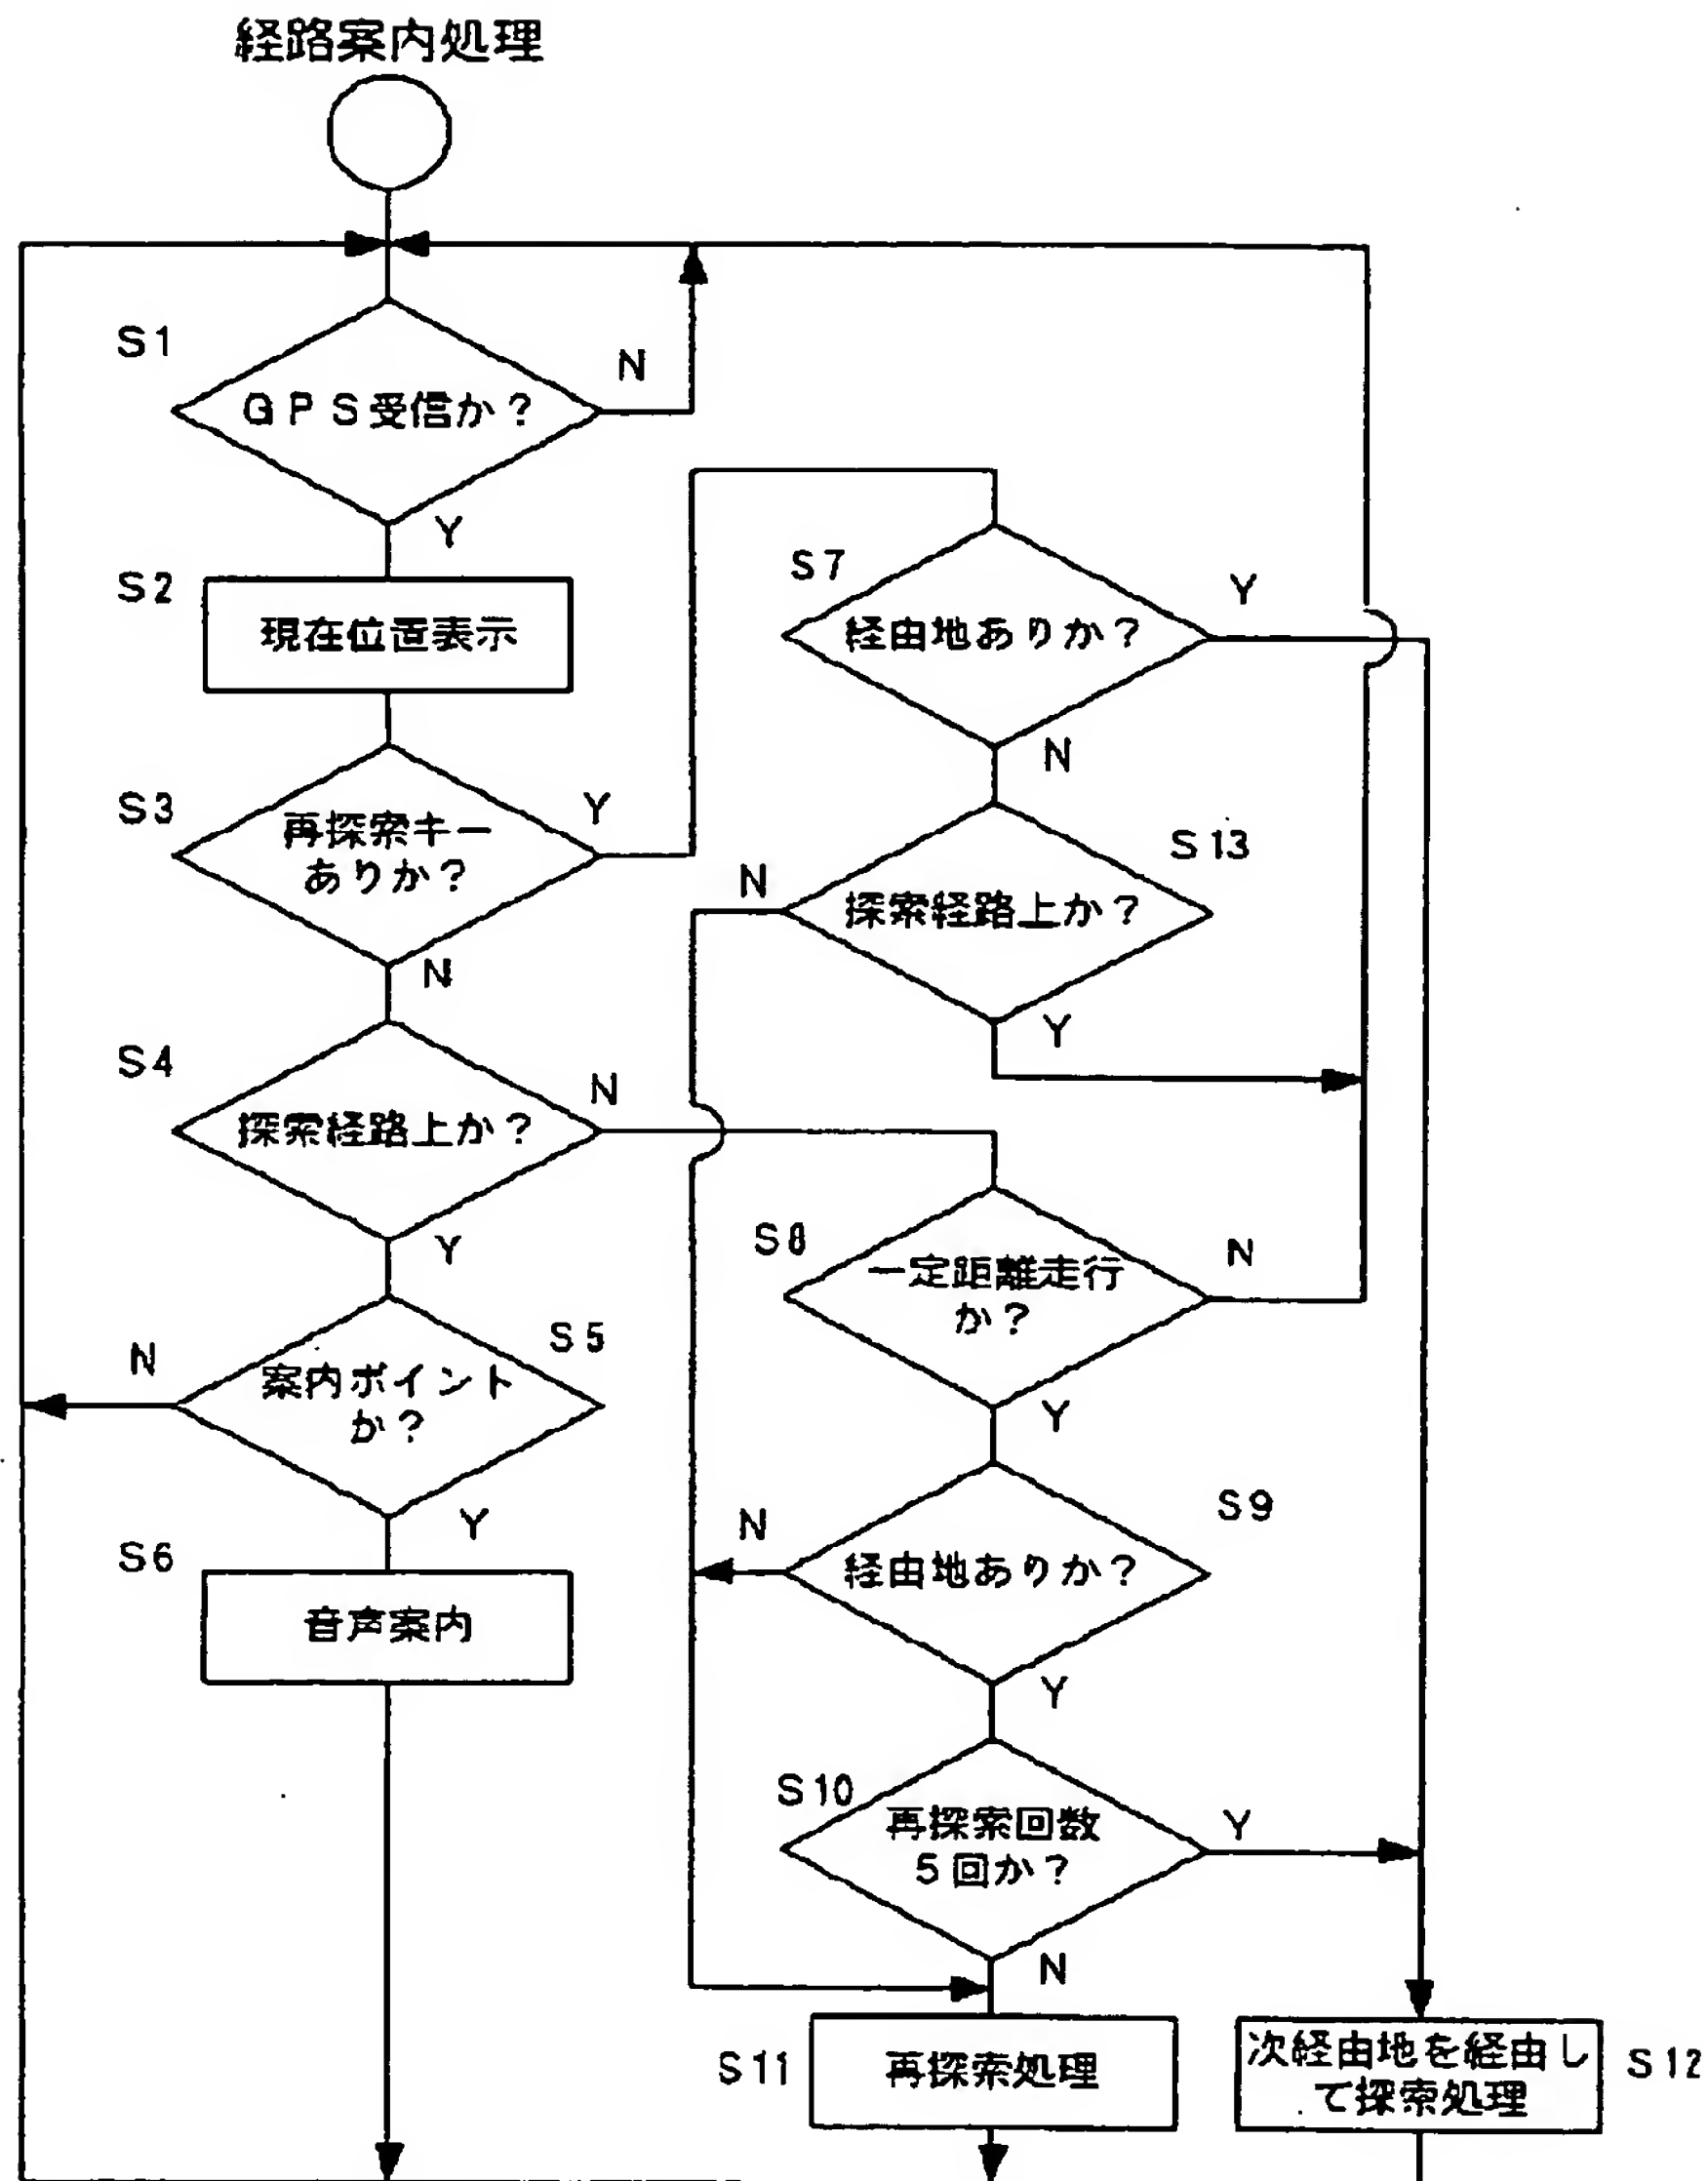 経路案内処理
S1
N
GPS受信か？
Y
S2
現在位置表示
S3
再探索キー
ありか？
Y
N
S4
探索経路上か？
N
Y
S5
案内ポイント
か？
N
Y
S6
音声案内
S7
経由地ありか？
Y
N
S13
探索経路上か？
N
Y
S8
一定距離走行
か？
N
Y
S9
経由地ありか？
N
Y
S10
再探索回数
5回か？
Y
N
S11
再探索処理
次経由地を経由し
て探索処理
S12